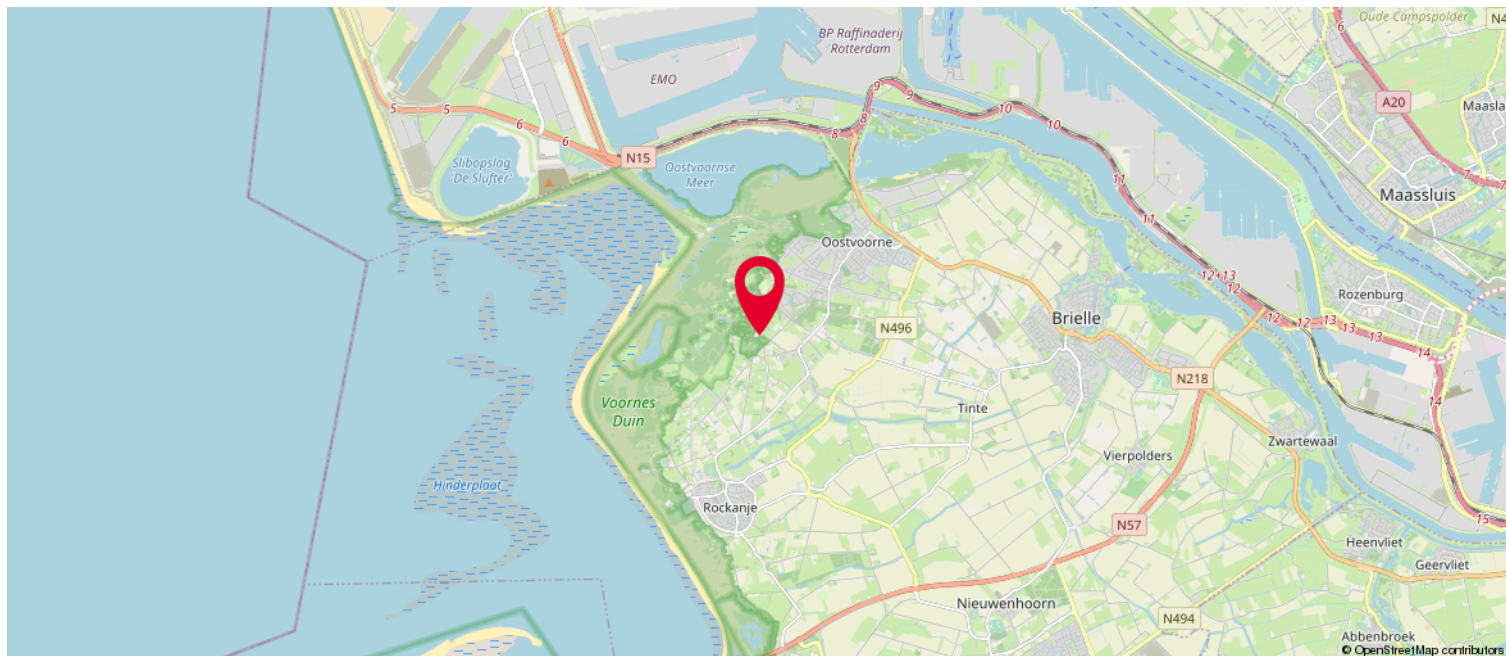 Oude Campspolder
N4
BP Raffinaderij
Rotterdam
EMO
6
5
5
6
6
9
9
10
10
8
8
A20
Maasla
N15
Slibopslag
'De Slufter'
Oostvoornse
Meer
11
7
7
Maassluis
11
Oostvoorne
12+13
12
Rozenburg
Brielle
12
12
13
13
13
14
N496
N218
14
Voornes
Duin
Tinte
Zwartewaal
Vierpolders
Hinderplaat
Rockanje
N57
15
Heenvliet
Geervliet
Nieuwenhoorn
N494
Abbenbroek
© OpenStreetMap contributors